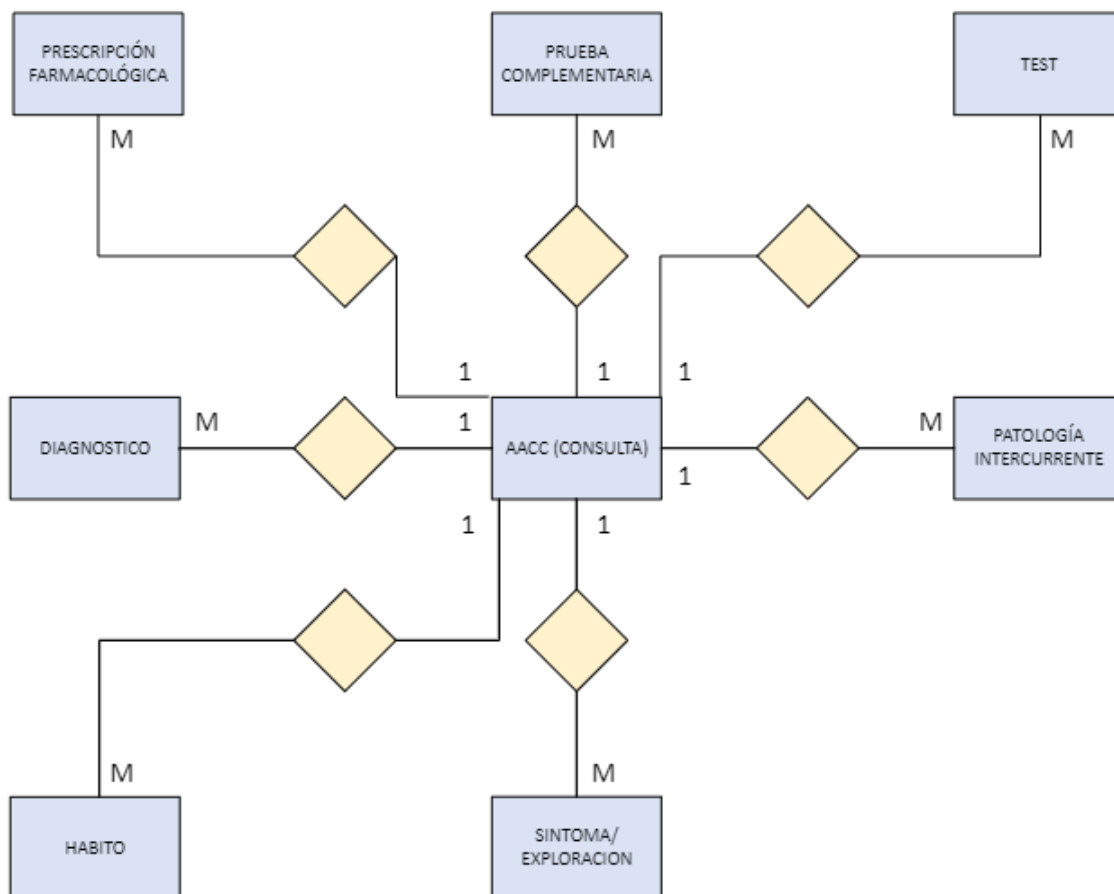 PRESCRIPCIÓN
FARMACOLÓGICA
PRUEBA
COMPLEMENTARIA
TEST
M
M
M
1
1
1
DIAGNOSTICO
M
1
AACC (CONSULTA)
1
M
PATOLOGÍA
INTERCURRENTE
1
1
M
M
HABITO
SINTOMA/
EXPLORACION